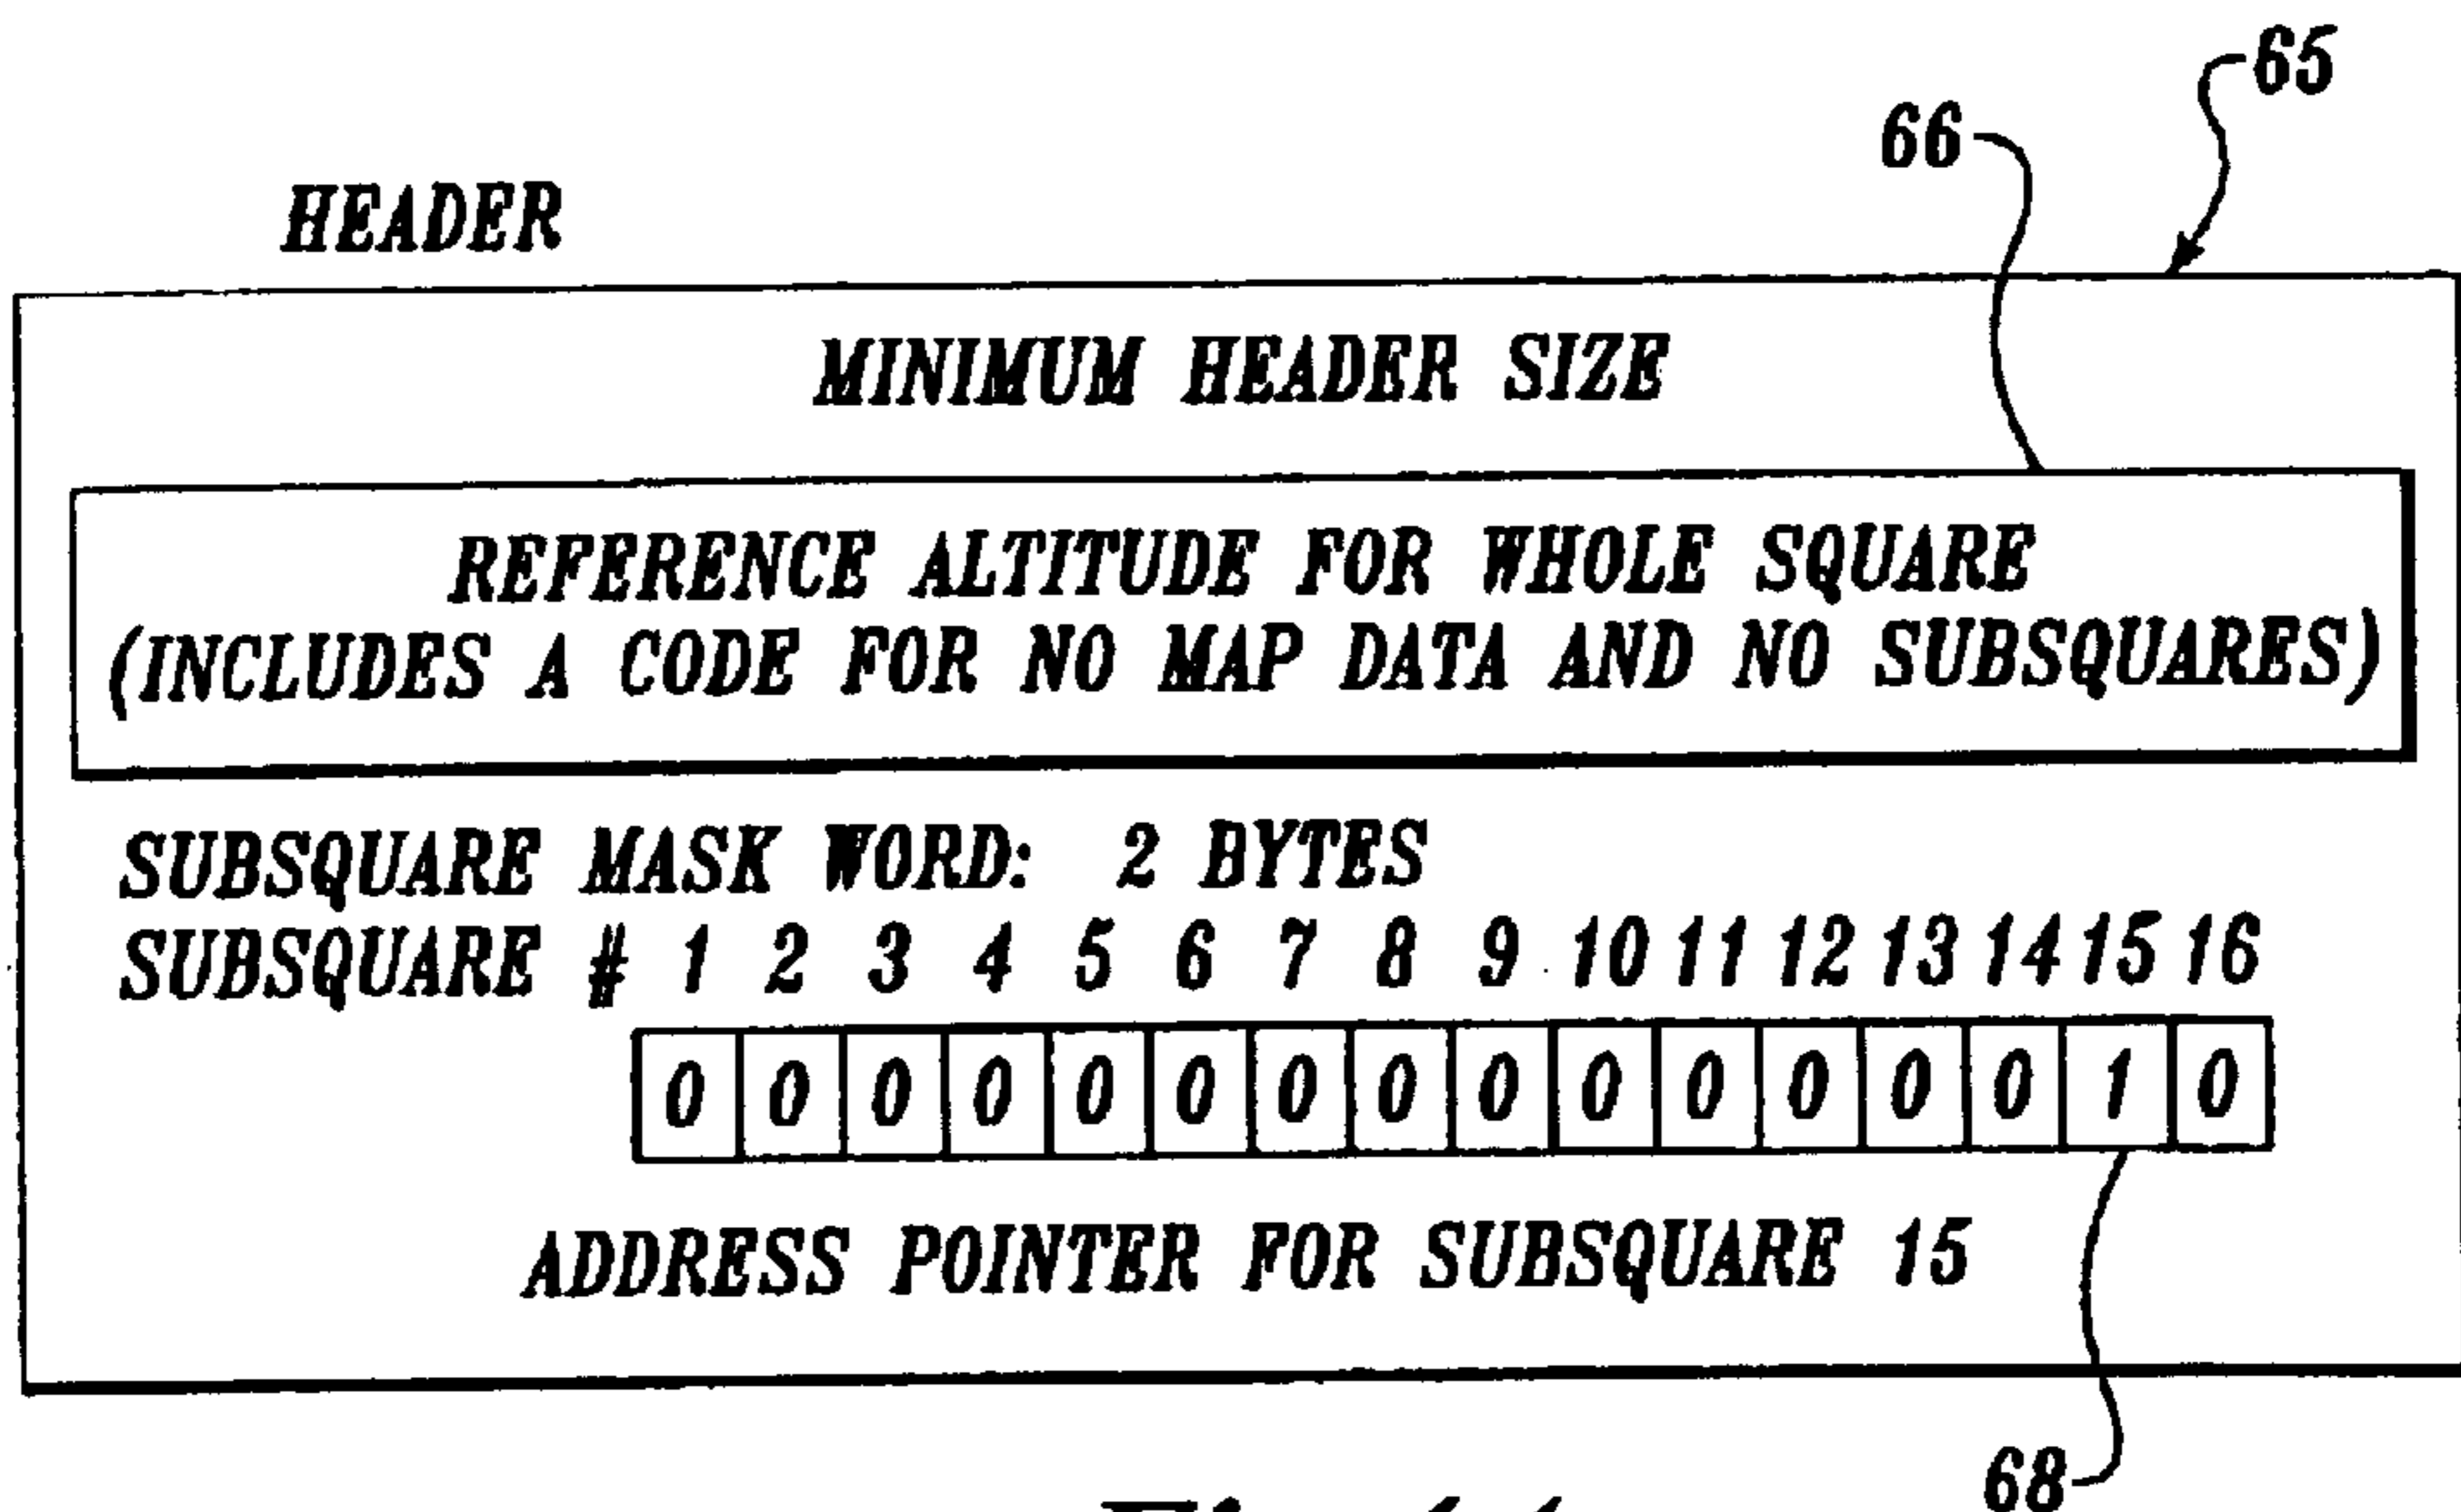 65
66
HEADER
MINIMUM HEADER SIZE
REFERENCE ALTITUDE FOR WHOLE SQUARE
(INCLUDES A CODE FOR NO MAP DATA AND NO SUBSQUARES)
SUBSQUARE MASK WORD: 2 BYTES
SUBSQUARE # 1 2 3 4 5 6 7 8 9 10 11 12 13 14 15 16
0 0 0 0 0 0 0 0 0 0 0 0 0 0 1 0
ADDRESS POINTER FOR SUBSQUARE 15
68